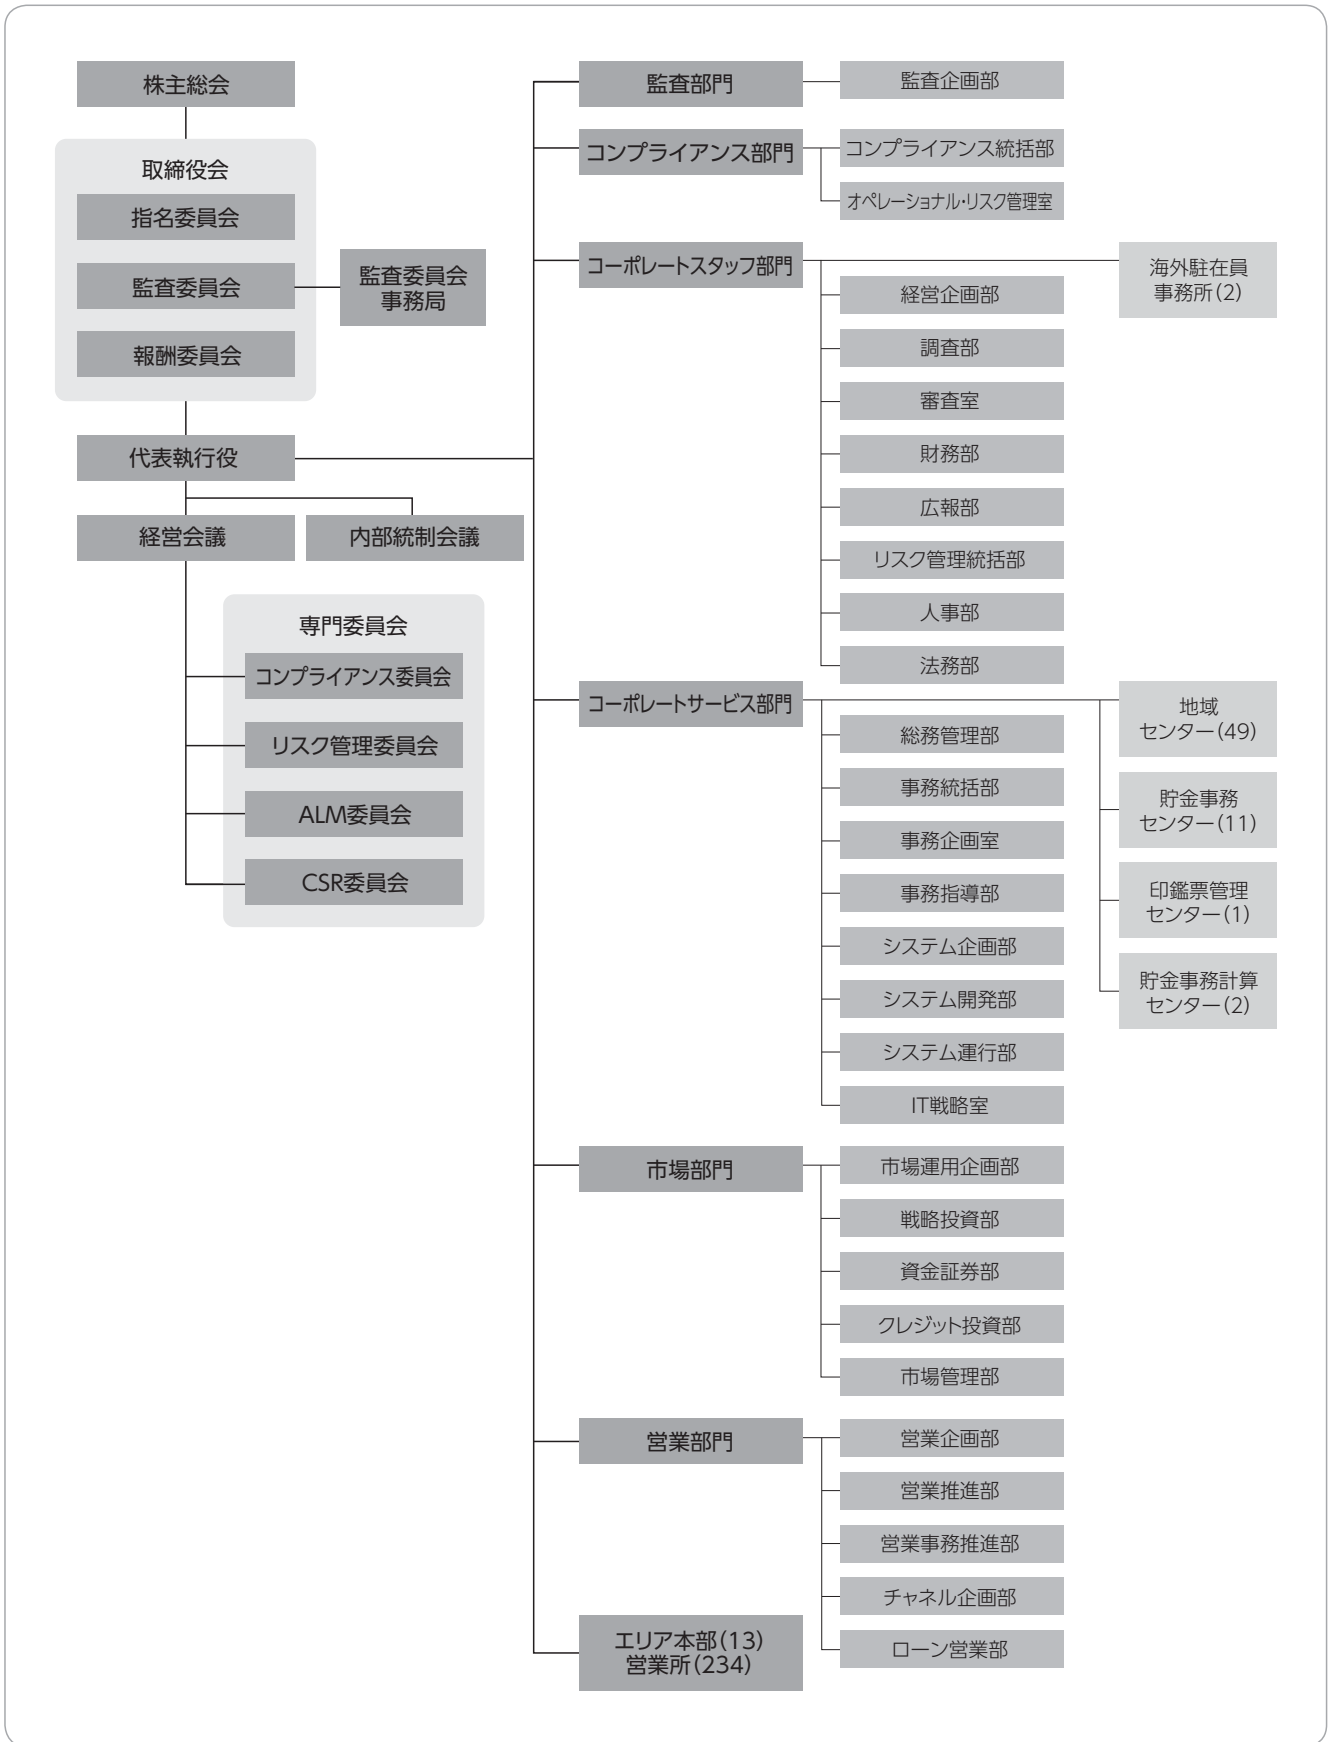 株主総会
取締役会
指名委員会
監査委員会
報酬委員会
監査委員会
事務局
代表執行役
経営会議
内部統制会議
専門委員会
コンプライアンス委員会
リスク管理委員会
ALM委員会
CSR委員会
監査部門
監査企画部
コンプライアンス部門
コンプライアンス統括部
オペレーショナル・リスク管理室
コーポレートスタッフ部門
海外駐在員
事務所(2)
経営企画部
調査部
審査室
財務部
広報部
リスク管理統括部
人事部
法務部
コーポレートサービス部門
総務管理部
事務統括部
事務企画室
事務指導部
システム企画部
システム開発部
システム運行部
IT戦略室
地域
センター(49)
貯金事務
センター(11)
印鑑票管理
センター(1)
貯金事務計算
センター(2)
市場部門
市場運用企画部
戦略投資部
資金証券部
クレジット投資部
市場管理部
営業部門
営業企画部
営業推進部
営業事務推進部
チャネル企画部
ローン営業部
エリア本部(13)
営業所(234)